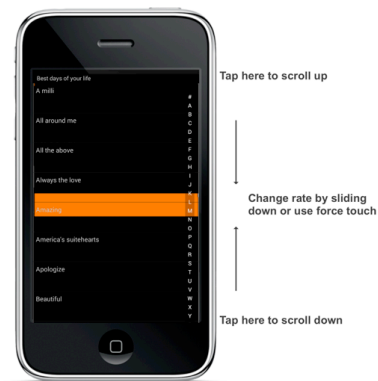 Best days of your life
Tap here to scroll up
A milli
All around me
All the above
Always the love
Amazing
America's suitehearts
Apologize
Beautiful
#
A
B
C
D
E
F
G
H
I
J
K
L
M
N
O
P
Q
R
S
T
U
V
W
X
Y
Change rate by sliding
down or use force touch
Tap here to scroll down